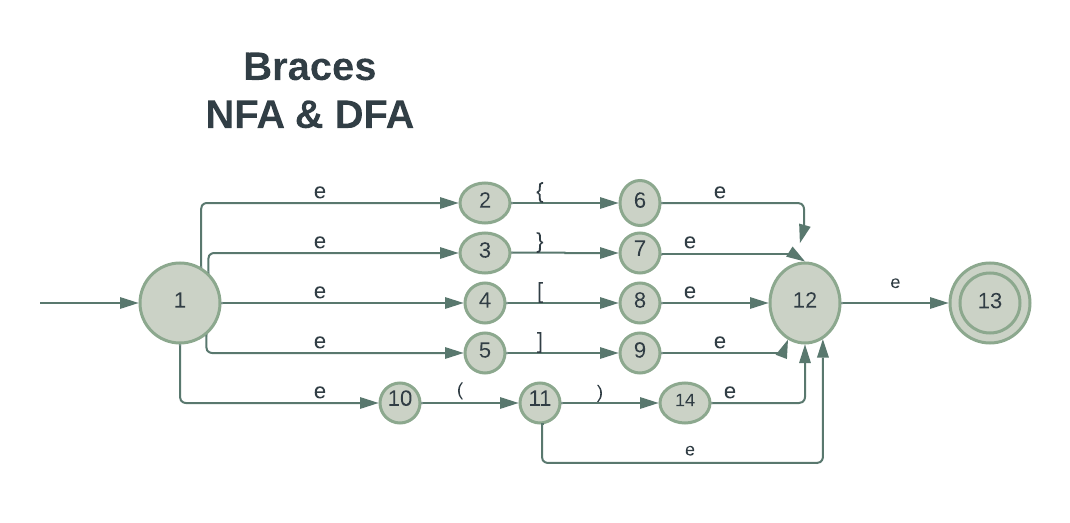 Braces
NFA & DFA
e 2 { 6 e
e 3 } 7 e
1 e 4 [ 8 e 12 e 13
e 5 ] 9 e
e 10 ( 11 ) 14 e
e